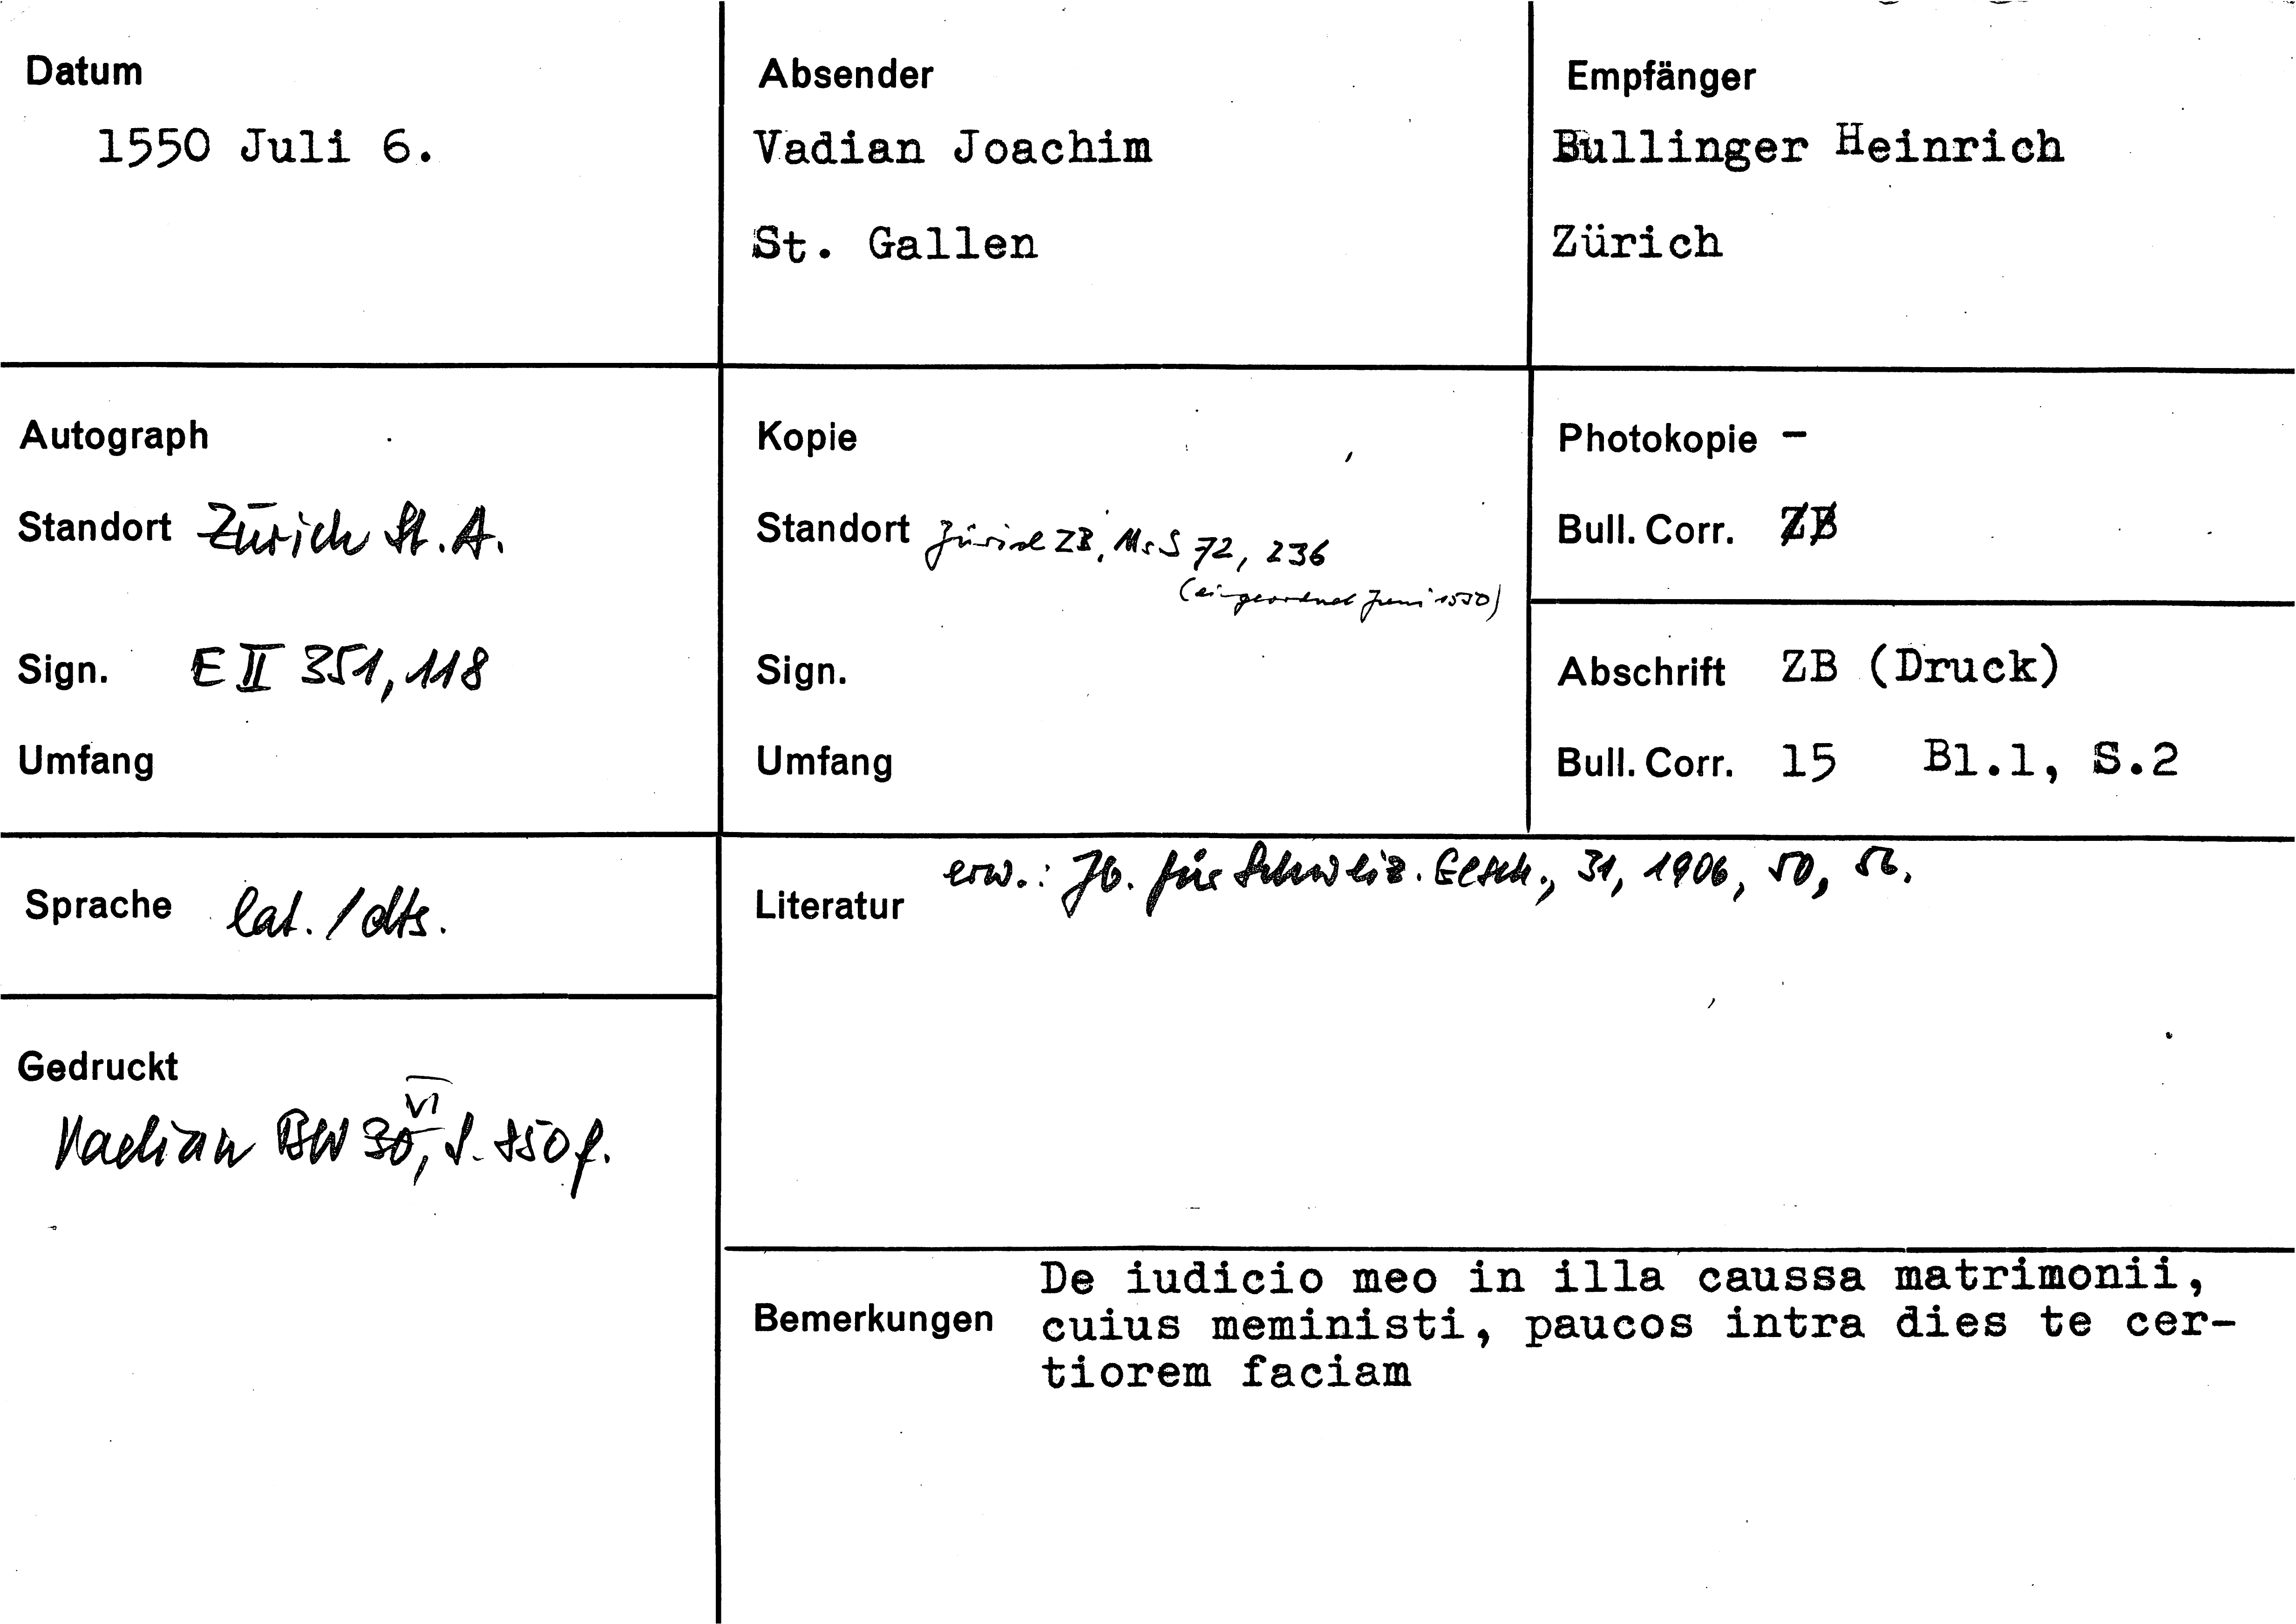 Datum
1550 Juli 6.
Absender
Vadian Joachim
St. Gallen
Empfänger
Bullinger Heinrich
Zürich
Autograph
Standort Zürich St. A.
Sign. E II 351, 118
Umfang
Kopie
Standort Zürich ZB, Ms S 72, 236
(eingeordnet Juni 1550)
Sign.
Umfang
Photokopie -
Bull. Corr. ZB
Abschrift ZB (Druck)
Bull. Corr. 15 Bl.1, S.2
Sprache lat. / dts.
Literatur erw.: Jb. für Schweiz. Gesch., 31, 1906, 50, 56.
Gedruckt
VI
Vadian BW 30, S. 850 f.
Bemerkungen De iudicio meo in illa caussa matrimonii,
cuius meministi, paucos intra dies te cer-
tiorem faciam